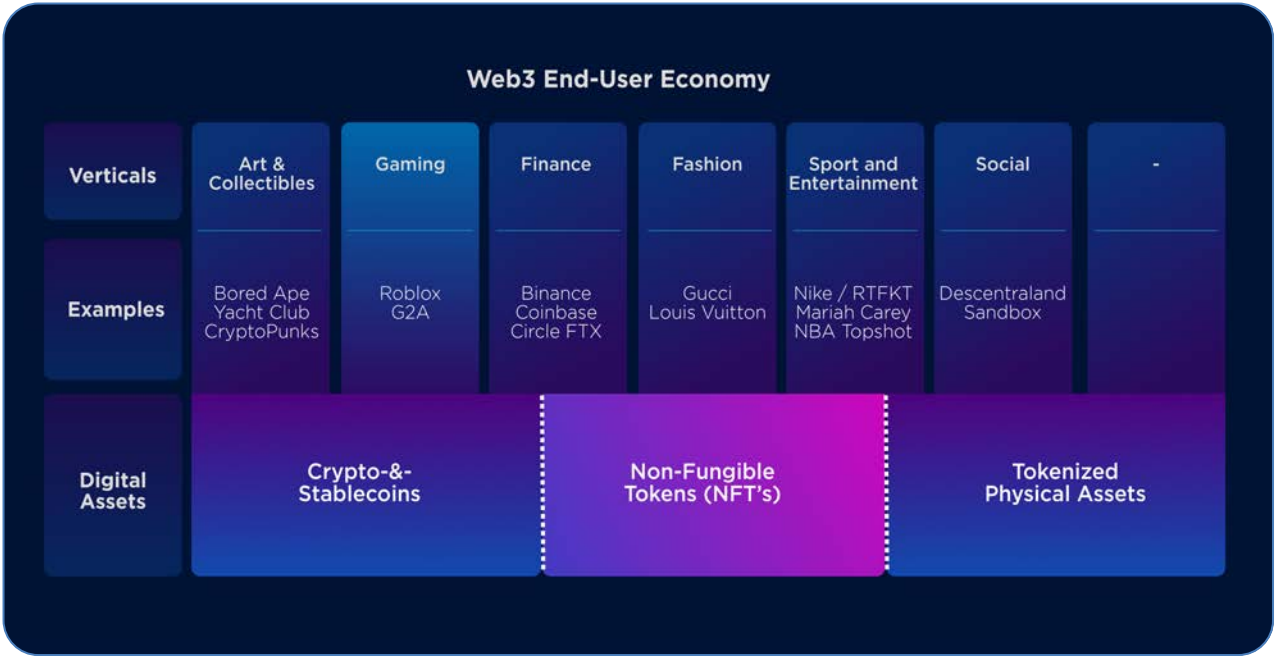 Web3 End-User Economy
Verticals
Art &
Collectibles
Gaming
Finance
Fashion
Sport and
Entertainment
Social
-
Examples
Bored Ape
Yacht Club
CryptoPunks
Roblox
G2A
Binance
Coinbase
Circle FTX
Gucci
Louis Vuitton
Nike / RTFKT
Mariah Carey
NBA Topshot
Descentraland
Sandbox
Digital
Assets
Crypto-&-
Stablecoins
Non-Fungible
Tokens (NFT's)
Tokenized
Physical Assets